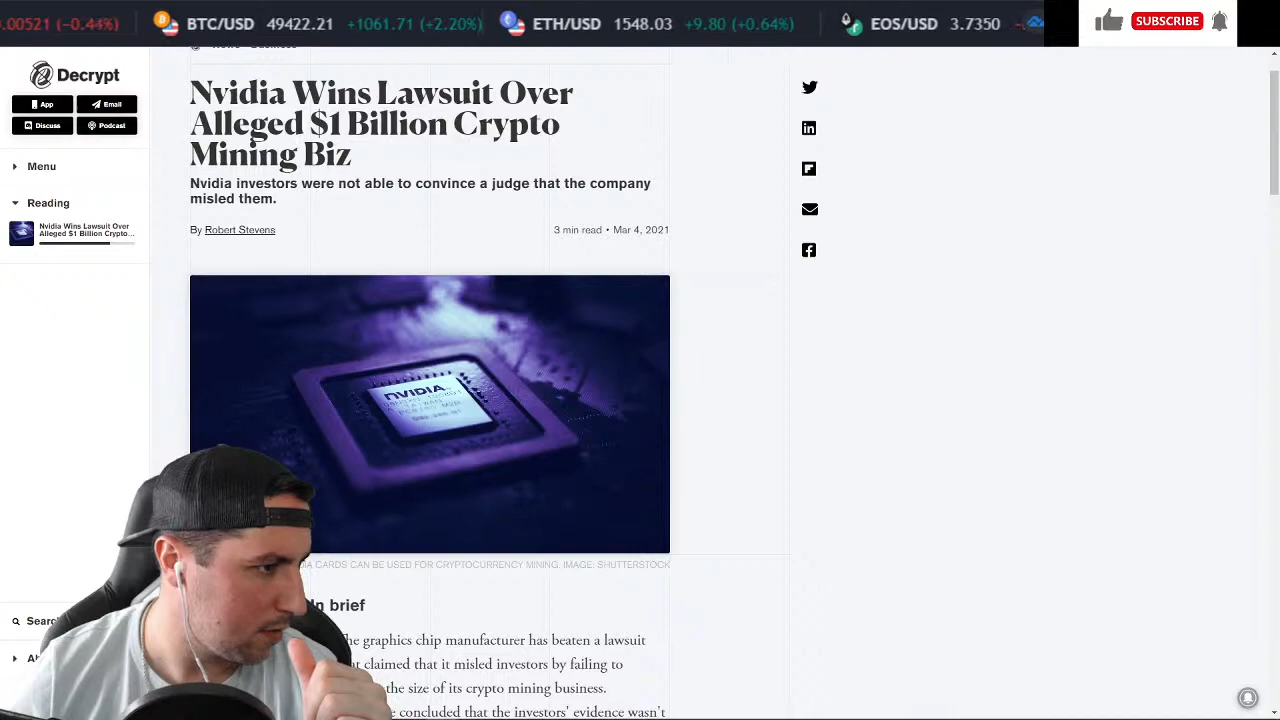 0.00521 (−0.44%) BTC/USD 49422.21 +1061.71 (+2.20%) ETH/USD 1548.03 +9.80 (+0.64%) EOS/USD 3.7350
SUBSCRIBE
Decrypt
App Email
Discuss Podcast
Menu
Reading
Nvidia Wins Lawsuit Over
Alleged $1 Billion Crypto...
Nvidia Wins Lawsuit Over
Alleged $1 Billion Crypto
Mining Biz
Nvidia investors were not able to convince a judge that the company
misled them.
By Robert Stevens 3 min read • Mar 4, 2021
NVIDIA
CARDS CAN BE USED FOR CRYPTOCURRENCY MINING. IMAGE: SHUTTERSTOCK
In brief
The graphics chip manufacturer has beaten a lawsuit
claimed that it misled investors by failing to
the size of its crypto mining business.
concluded that the investors' evidence wasn't
Searc